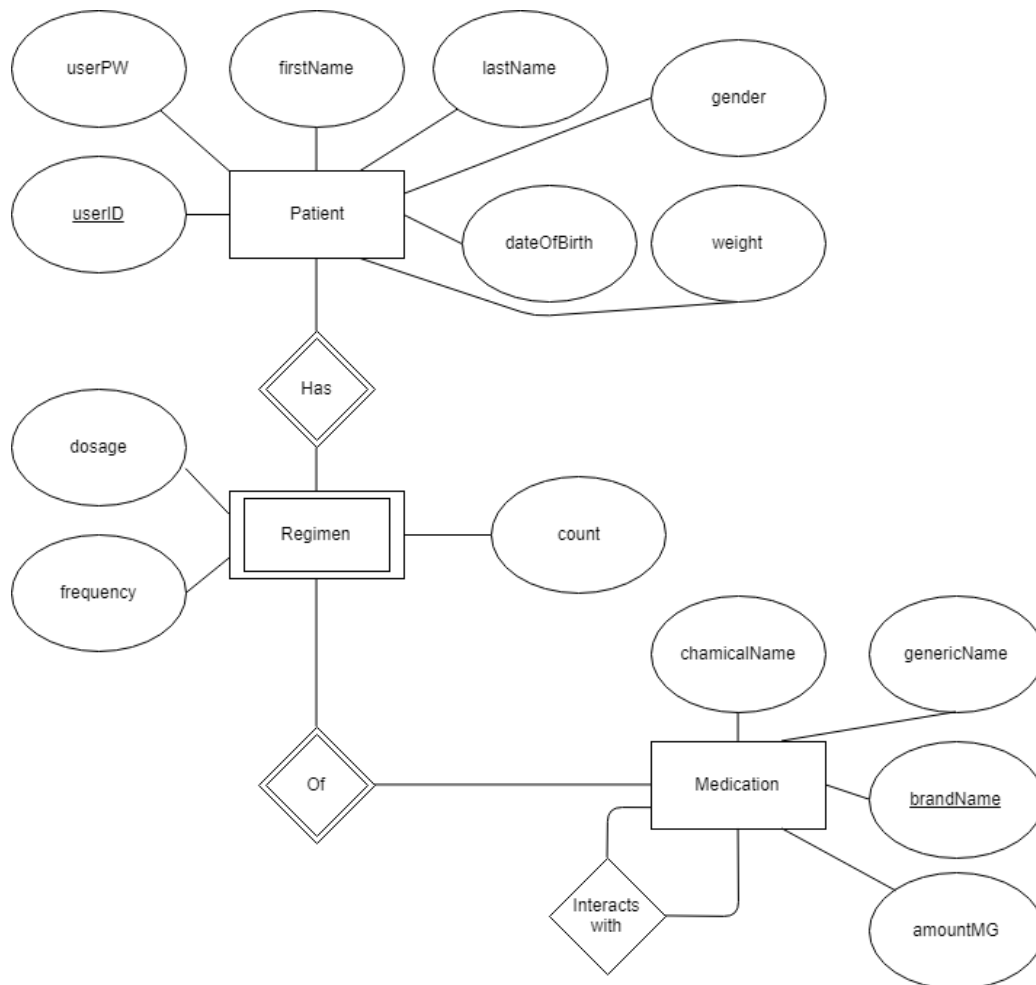 userPW
firstName
lastName
gender
userID
Patient
dateOfBirth
weight
Has
dosage
Regimen
count
frequency
chamicalName
genericName
Of
Medication
brandName
Interacts
with
amountMG